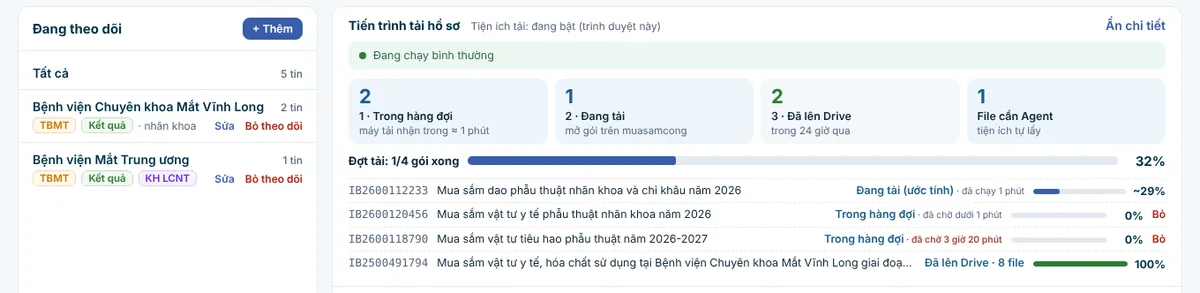 Đang theo dõi
+ Thêm
Tất cả
5 tin
Bệnh viện Chuyên khoa Mắt Vĩnh Long
2 tin
TBMT Kết quả · nhãn khoa Sửa Bỏ theo dõi
Bệnh viện Mắt Trung ương
1 tin
TBMT Kết quả KH LCNT Sửa Bỏ theo dõi
Tiến trình tải hồ sơ Tiện ích tải: đang bật (trình duyệt này)
Ẩn chi tiết
Đang chạy bình thường
2
1 · Trong hàng đợi
máy tải nhận trong ≈ 1 phút
1
2 · Đang tải
mở gói trên muasamcong
2
3 · Đã lên Drive
trong 24 giờ qua
1
File cần Agent
tiện ích tự lấy
Đợt tải: 1/4 gói xong 32%
IB2600112233 Mua sắm dao phẫu thuật nhãn khoa và chỉ khâu năm 2026 Đang tải (ước tính) · đã chạy 1 phút ~29%
IB2600120456 Mua sắm vật tư y tế phẫu thuật nhãn khoa năm 2026 Trong hàng đợi · đã chờ dưới 1 phút 0% Bỏ
IB2600118790 Mua sắm vật tư tiêu hao phẫu thuật năm 2026-2027 Trong hàng đợi · đã chờ 3 giờ 20 phút 0% Bỏ
IB2500491794 Mua sắm vật tư y tế, hóa chất sử dụng tại Bệnh viện Chuyên khoa Mắt Vĩnh Long giai đoạ... Đã lên Drive · 8 file 100%